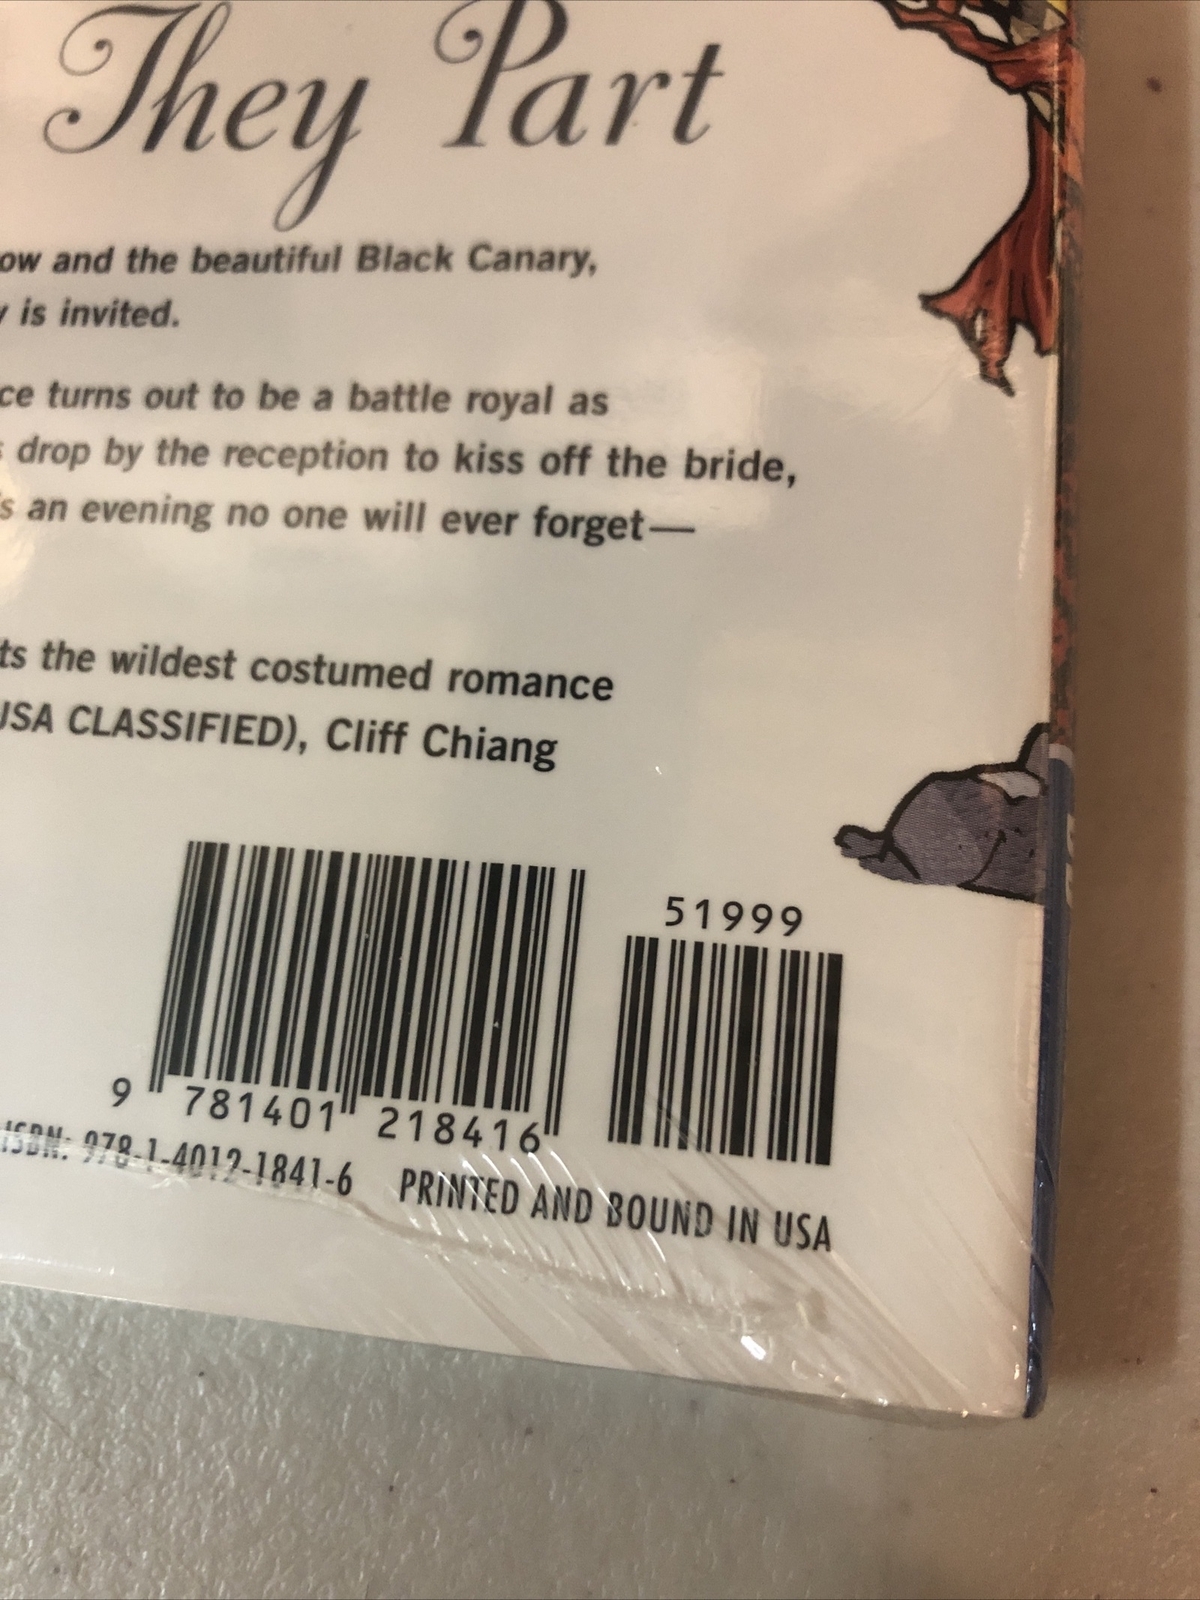 They Part
ow and the beautiful Black Canary,
y is invited.
ce turns out to be a battle royal as
s drop by the reception to kiss off the bride,
s an evening no one will ever forget—
ts the wildest costumed romance
USA CLASSIFIED), Cliff Chiang
51999
9 781401 218416
ISBN: 978-1-4012-1841-6 PRINTED AND BOUND IN USA